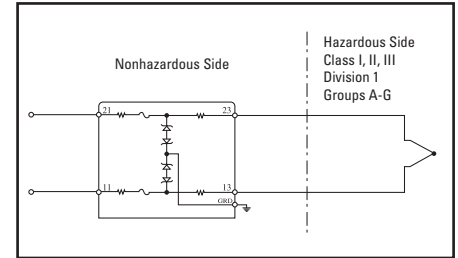 Nonhazardous Side
Hazardous Side
Class I, II, III
Division 1
Groups A-G
21
23
11
13
GRD